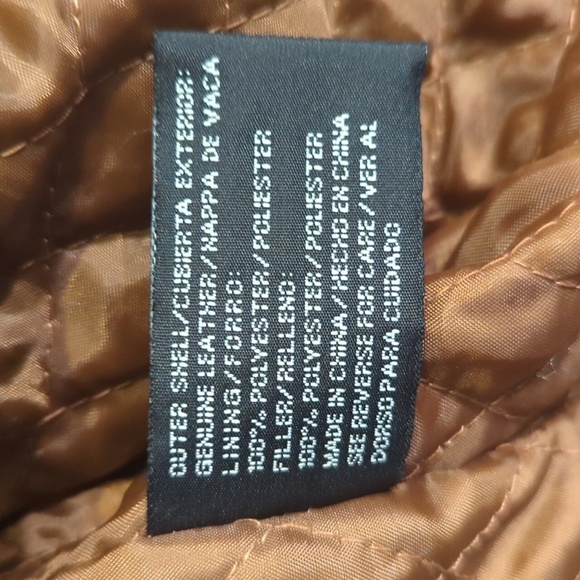 OUTER SHELL/CUBIERTA EXTERIOR:
GENUINE LEATHER/NAPPA DE VACA
LINING/FORRO:
100% POLYESTER/POLIESTER
FILLER/RELLENO:
100% POLYESTER/POLIESTER
MADE IN CHINA/HECHO EN CHINA
SEE REVERSE FOR CARE/VER AL
DORSO PARA CUIDADO